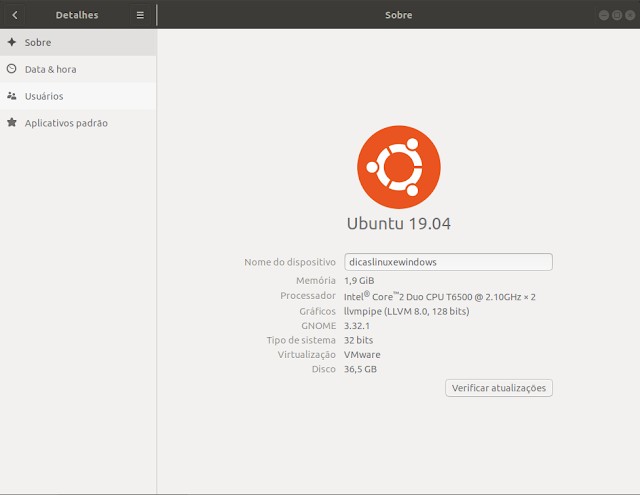 Detalhes
Sobre
Sobre
Data & hora
Usuários
Aplicativos padrão
Ubuntu 19.04
Nome do dispositivo dicaslinuxewindows
Memória 1,9 GiB
Processador Intel® Core™2 Duo CPU T6500 @ 2.10GHz × 2
Gráficos llvmpipe (LLVM 8.0, 128 bits)
GNOME 3.32.1
Tipo de sistema 32 bits
Virtualização VMware
Disco 36,5 GB
Verificar atualizações